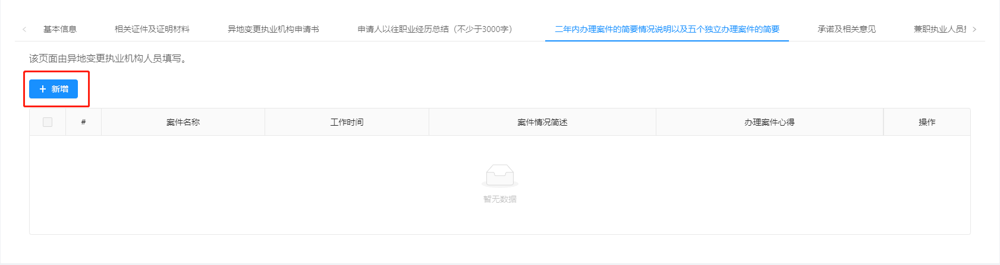 基本信息 相关证件及证明材料 异地变更执业机构申请书 申请人以往职业经历总结（不少于3000字） 二年内办理案件的简要情况说明以及五个独立办理案件的简要 承诺及相关意见 兼职执业人员
该页面由异地变更执业机构人员填写。
+ 新增
# 案件名称 工作时间 案件情况简述 办理案件心得 操作
暂无数据